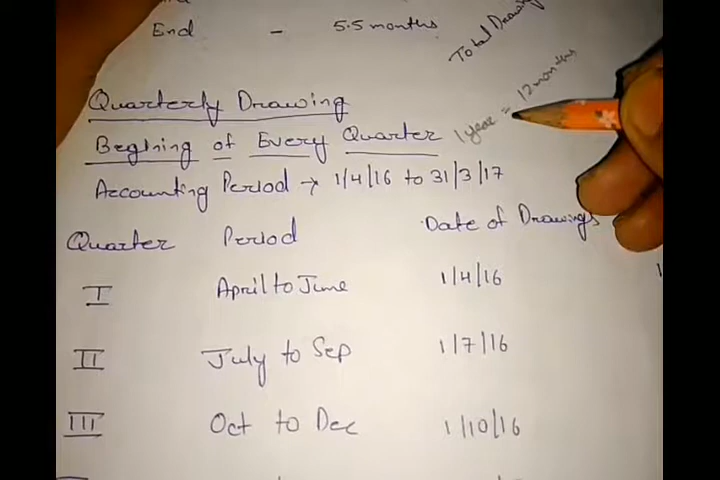 End - 5.5 months
Total Drawing
Quarterly Drawing
1 year = 12 months
Begining of Every Quarter
Accounting Period → 1/4/16 to 31/3/17
Quarter Period Date of Drawings
I April to June 1/4/16
II July to Sep 1/7/16
III Oct to Dec 1/10/16